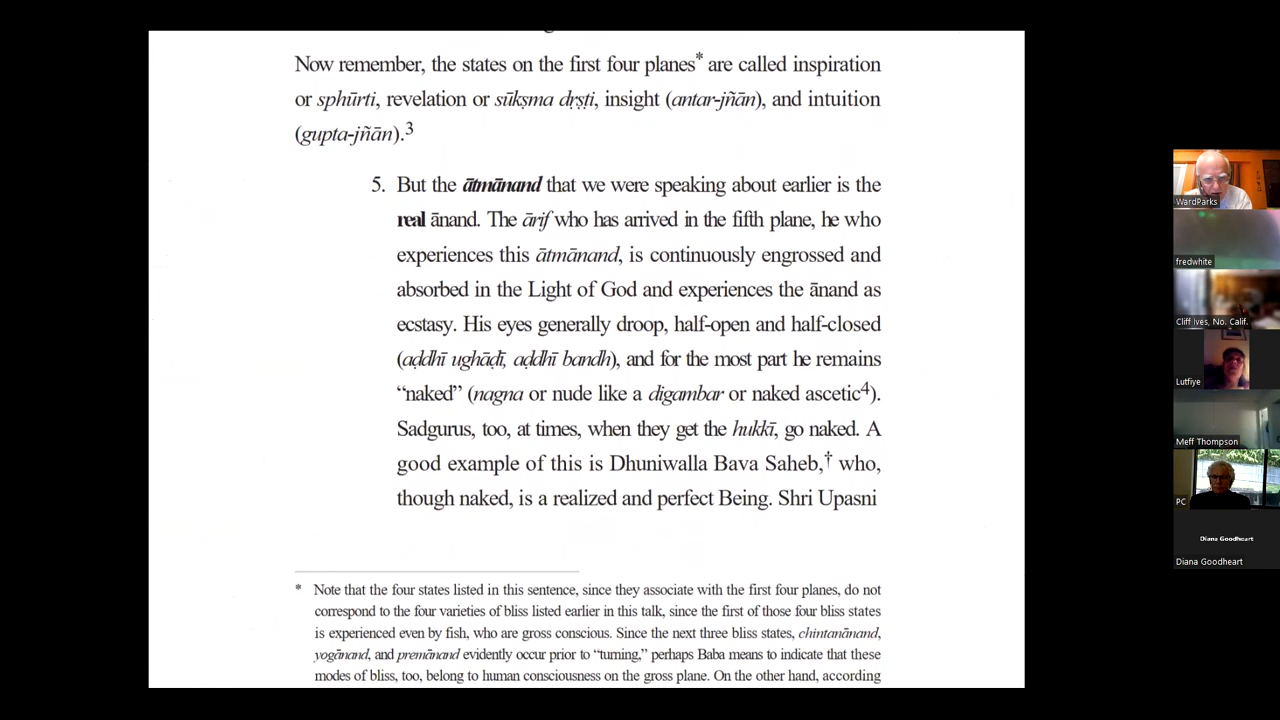 Now remember, the states on the first four planes* are called inspiration
or sphūrti, revelation or sūkṣma dṛṣṭi, insight (antar-jñān), and intuition
(gupta-jñān).3
5. But the ātmānand that we were speaking about earlier is the
real ānand. The ārif who has arrived in the fifth plane, he who
experiences this ātmānand, is continuously engrossed and
absorbed in the Light of God and experiences the ānand as
ecstasy. His eyes generally droop, half-open and half-closed
(aḍdhī ughāḍī, aḍdhī bandh), and for the most part he remains
“naked” (nagna or nude like a digambar or naked ascetic4).
Sadgurus, too, at times, when they get the hukkī, go naked. A
good example of this is Dhuniwalla Bava Saheb,† who,
though naked, is a realized and perfect Being. Shri Upasni
* Note that the four states listed in this sentence, since they associate with the first four planes, do not
correspond to the four varieties of bliss listed earlier in this talk, since the first of those four bliss states
is experienced even by fish, who are gross conscious. Since the next three bliss states, chintanānand,
yogānand, and premānand evidently occur prior to “turning,” perhaps Baba means to indicate that these
modes of bliss, too, belong to human consciousness on the gross plane. On the other hand, according
WardParks
fredwhite
Cliff Ives, No. Calif.
Lutfiye
Meff Thompson
PC
Diana Goodheart
Diana Goodheart